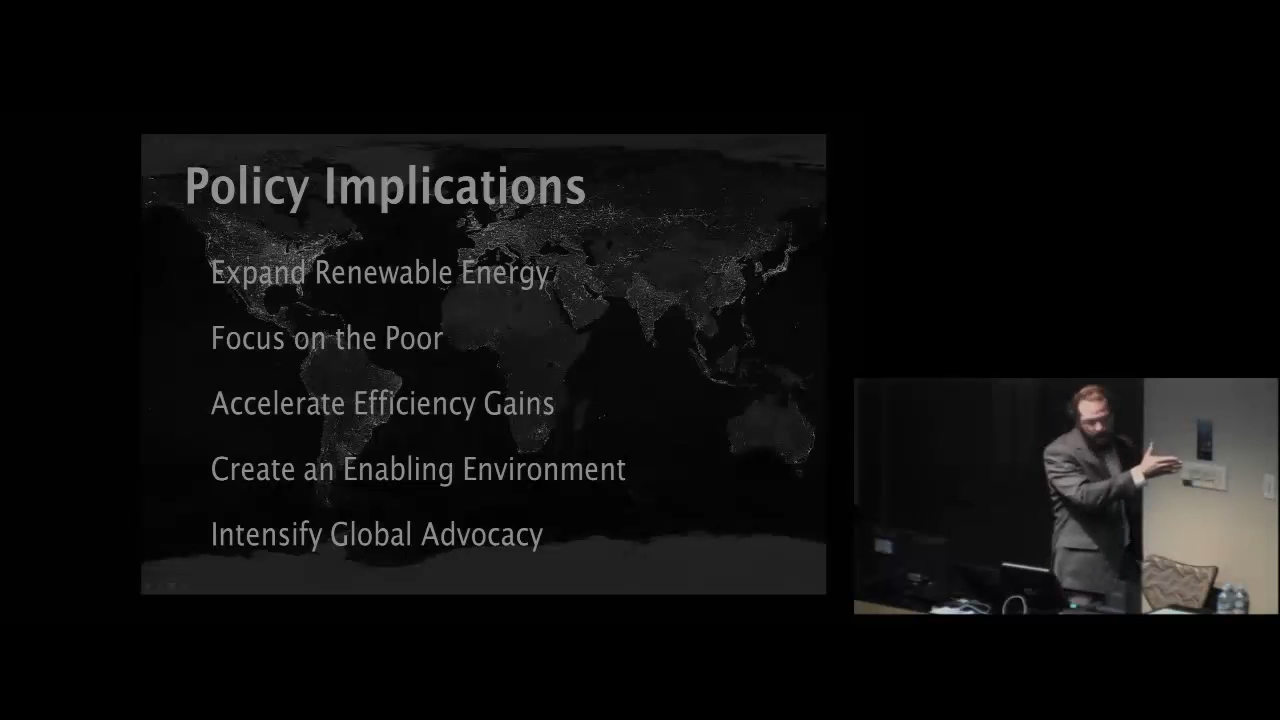 Policy Implications
Expand Renewable Energy
Focus on the Poor
Accelerate Efficiency Gains
Create an Enabling Environment
Intensify Global Advocacy